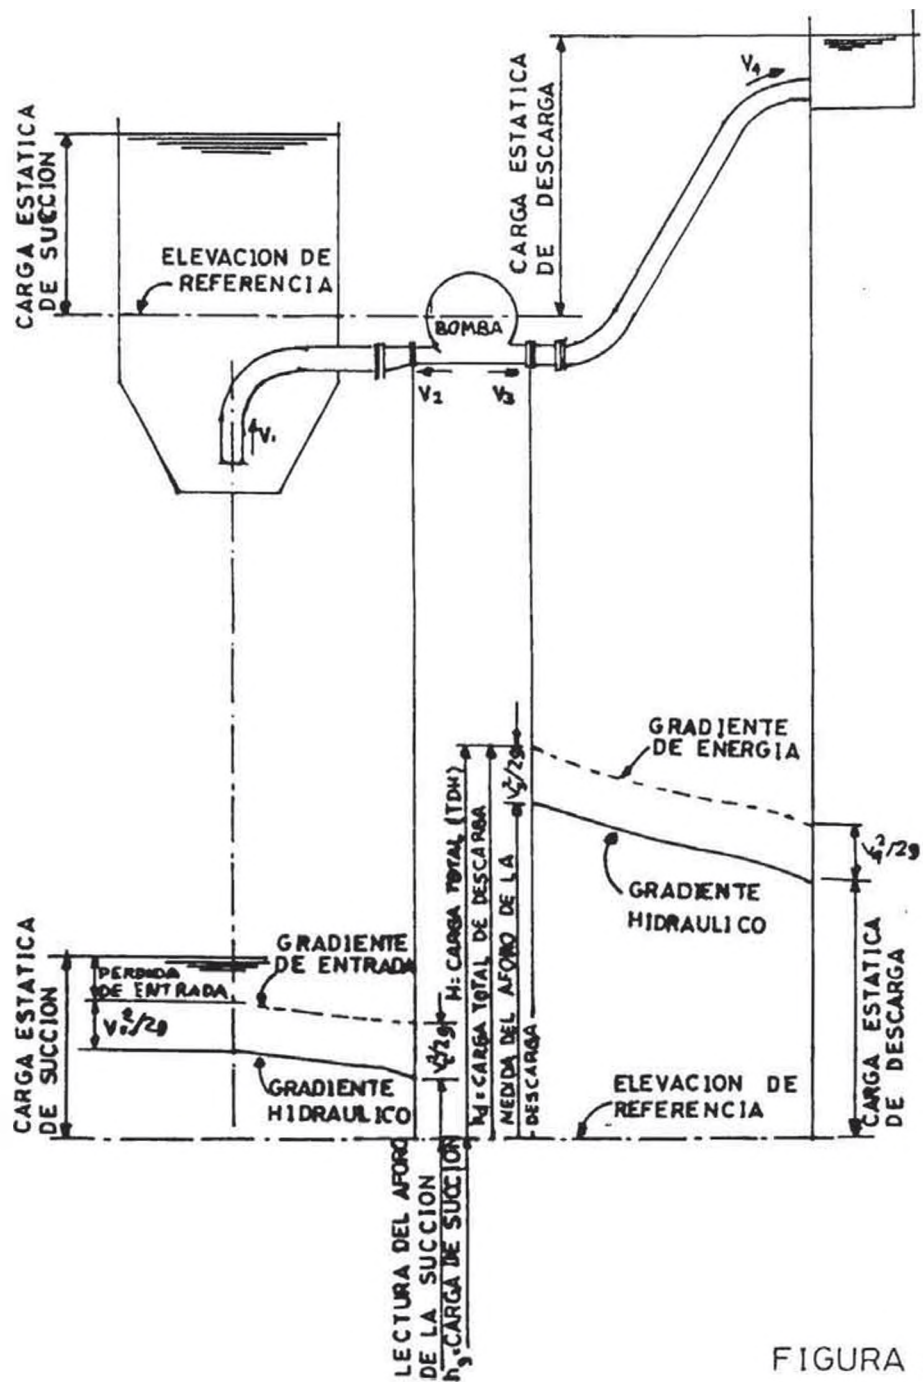 CARGA ESTATICA
DE SUCCION
ELEVACION DE
REFERENCIA
BOMBA
V2
V3
V1
CARGA ESTATICA
DE DESCARGA
V4
GRADIENTE
DE ENERGIA
GRADIENTE
HIDRAULICO
V4²/2g
CARGA ESTATICA
DE DESCARGA
ELEVACION DE
REFERENCIA
CARGA ESTATICA
DE SUCCION
PERDIDA
DE ENTRADA
V1²/2g
GRADIENTE
DE ENTRADA
GRADIENTE
HIDRAULICO
V2²/2g
H=CARGA TOTAL (TDH)
hd=CARGA TOTAL DE DESCARGA
MEDIDA DEL AFORO DE LA
DESCARGA
V3²/2g
LECTURA DEL AFORO
DE LA SUCCION
hs=CARGA DE SUCCION
FIGURA